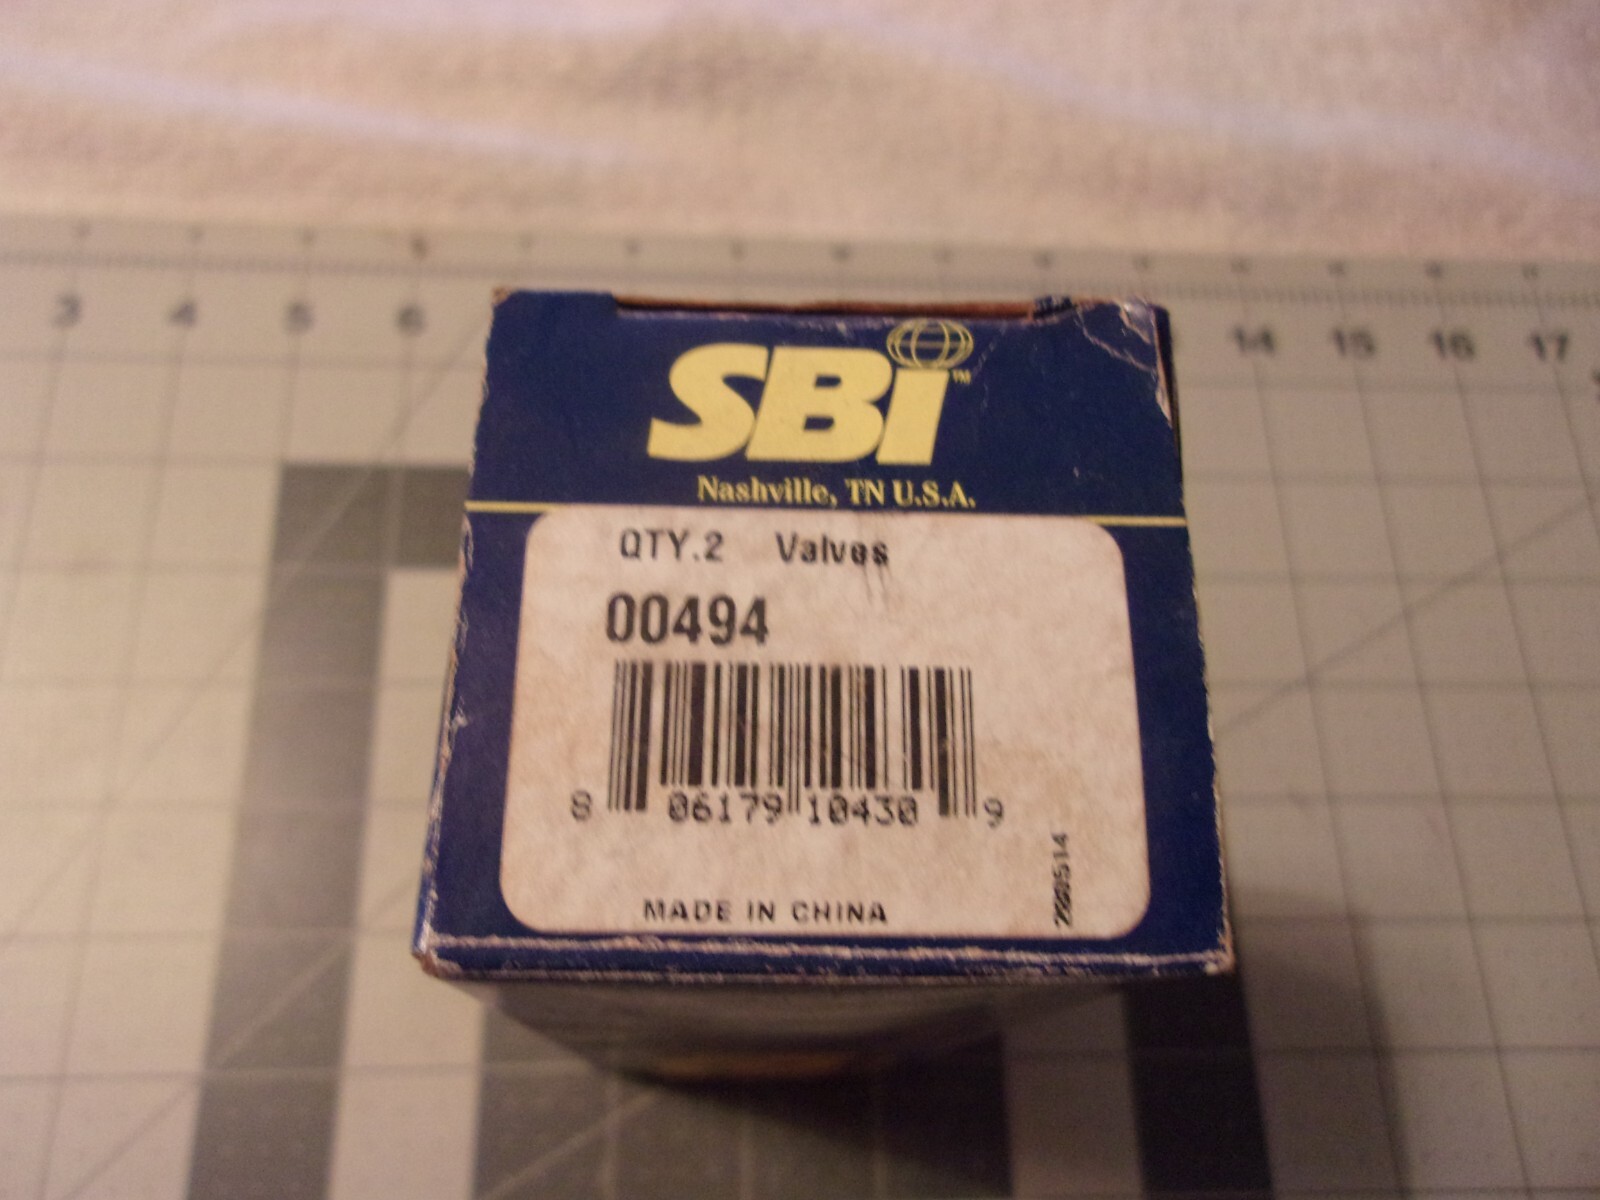 3 4 5 6 14 15 16 17
SBi™
Nashville, TN U.S.A.
QTY.2 Valves
00494
8 06179 10430 9
MADE IN CHINA